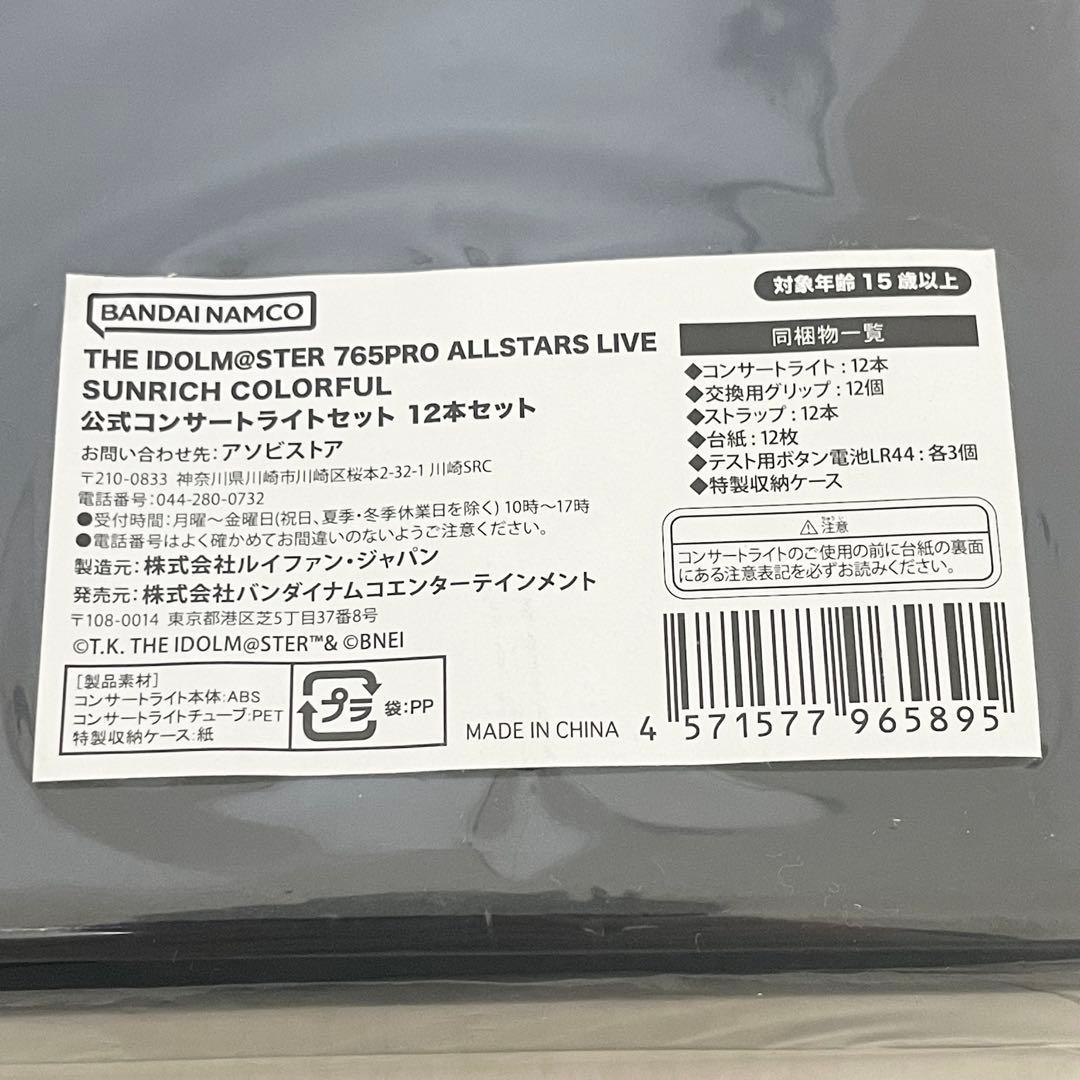 BANDAI NAMCO
THE IDOLM@STER 765PRO ALLSTARS LIVE
SUNRICH COLORFUL
公式コンサートライトセット 12本セット
お問い合わせ先:アソビストア
〒210-0833 神奈川県川崎市川崎区桜本2-32-1 川崎SRC
電話番号:044-280-0732
●受付時間:月曜~金曜日(祝日、夏季・冬季休業日を除く) 10時~17時
●電話番号はよく確かめてお間違いのないようご注意ください。
製造元:株式会社ルイファン・ジャパン
発売元:株式会社バンダイナムコエンターテインメント
〒108-0014 東京都港区芝5丁目37番8号
©T.K. THE IDOLM@STER™& ©BNEI
[製品素材]
コンサートライト本体:ABS
コンサートライトチューブ:PET
特製収納ケース:紙
プラ
袋:PP
MADE IN CHINA
対象年齢 15 歳以上
同梱物一覧
◆コンサートライト:12本
◆交換用グリップ:12個
◆ストラップ:12本
◆台紙:12枚
◆テスト用ボタン電池LR44:各3個
◆特製収納ケース
ちゅうい
⚠注意
コンサートライトのご使用の前に台紙の裏面
にある注意表記を必ずお読みください。
4 571577 965895